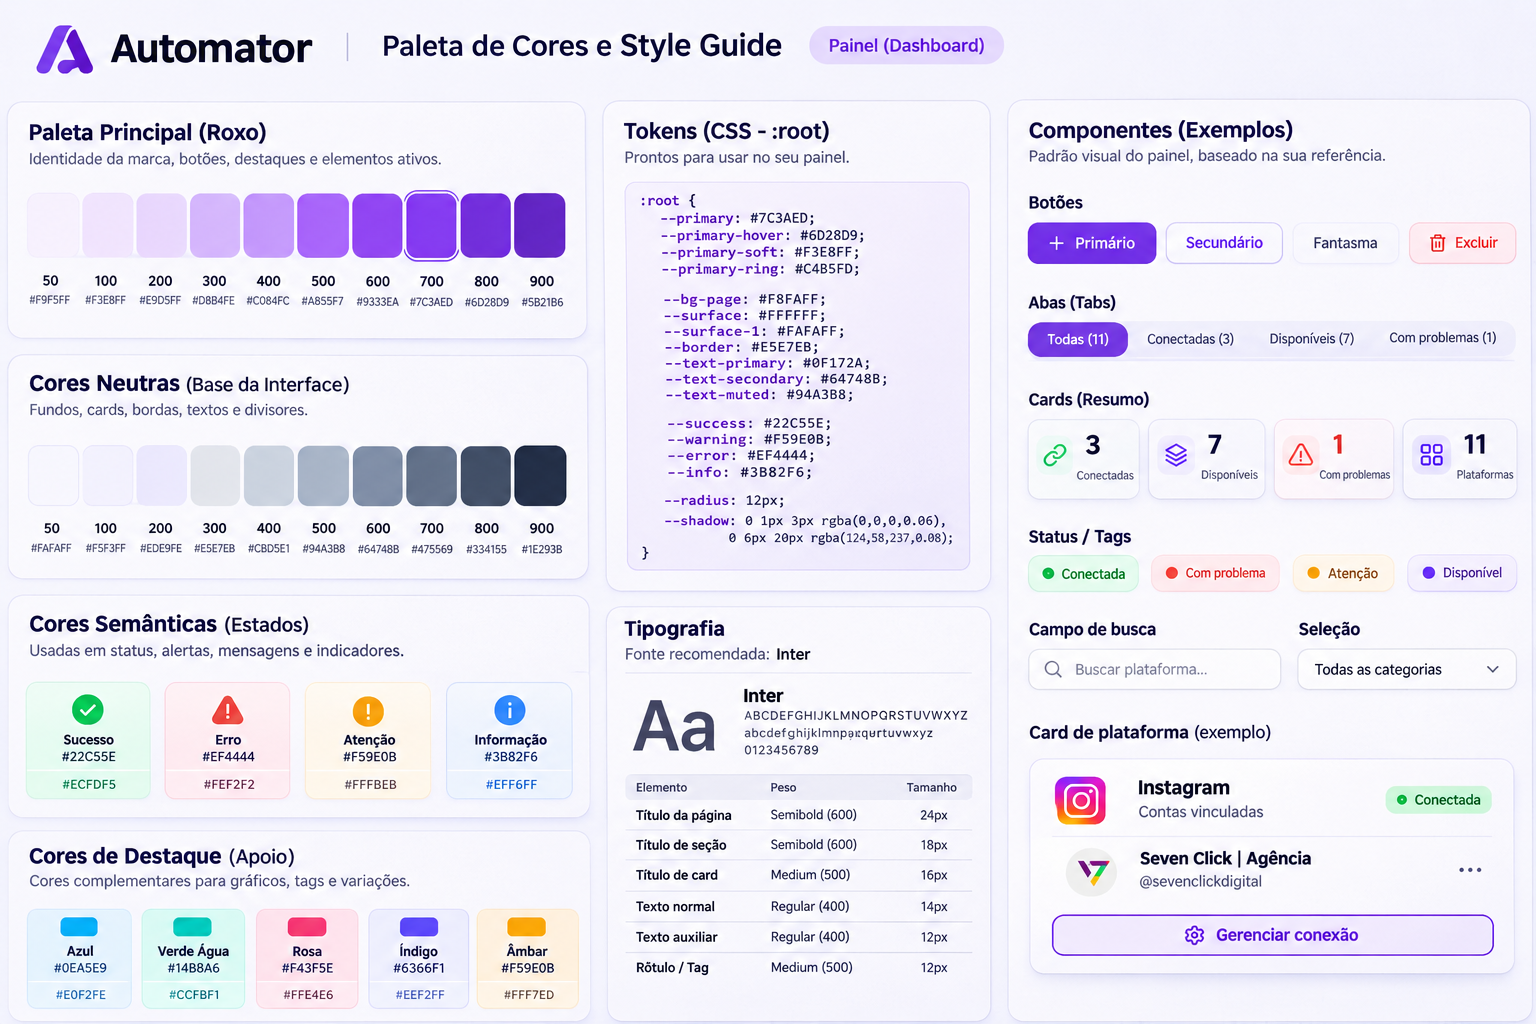 Automator
Paleta de Cores e Style Guide
Painel (Dashboard)
Paleta Principal (Roxo)
Identidade da marca, botões, destaques e elementos ativos.
50 100 200 300 400 500 600 700 800 900
#F9F5FF #F3E8FF #E9D5FF #D8B4FE #C084FC #A855F7 #9333EA #7C3AED #6D28D9 #5B21B6
Cores Neutras (Base da Interface)
Fundos, cards, bordas, textos e divisores.
50 100 200 300 400 500 600 700 800 900
#FAFAFF #F5F3FF #EDE9FE #E5E7EB #CBD5E1 #94A3B8 #64748B #475569 #334155 #1E293B
Cores Semânticas (Estados)
Usadas em status, alertas, mensagens e indicadores.
Sucesso
#22C55E
#ECFDF5
Erro
#EF4444
#FEF2F2
Atenção
#F59E0B
#FFFBEB
Informação
#3B82F6
#EFF6FF
Cores de Destaque (Apoio)
Cores complementares para gráficos, tags e variações.
Azul
#0EA5E9
#E0F2FE
Verde Água
#14B8A6
#CCFBF1
Rosa
#F43F5E
#FFE4E6
Índigo
#6366F1
#EEF2FF
Âmbar
#F59E0B
#FFF7ED
Tokens (CSS - :root)
Prontos para usar no seu painel.
:root {
--primary: #7C3AED;
--primary-hover: #6D28D9;
--primary-soft: #F3E8FF;
--primary-ring: #C4B5FD;
--bg-page: #F8FAFF;
--surface: #FFFFFF;
--surface-1: #FAFAFF;
--border: #E5E7EB;
--text-primary: #0F172A;
--text-secondary: #64748B;
--text-muted: #94A3B8;
--success: #22C55E;
--warning: #F59E0B;
--error: #EF4444;
--info: #3B82F6;
--radius: 12px;
--shadow: 0 1px 3px rgba(0,0,0,0.06),
0 6px 20px rgba(124,58,237,0.08);
}
Tipografia
Fonte recomendada: Inter
Aa
Inter
ABCDEFGHIJKLMNOPQRSTUVWXYZ
0123456789
Elemento Peso Tamanho
Título da página Semibold (600) 24px
Título de seção Semibold (600) 18px
Título de card Medium (500) 16px
Texto normal Regular (400) 14px
Texto auxiliar Regular (400) 12px
Rõtulo / Tag Medium (500) 12px
Componentes (Exemplos)
Padrão visual do painel, baseado na sua referência.
Botões
Primário
Secundário
Fantasma
Excluir
Abas (Tabs)
Todas (11)
Conectadas (3)
Disponíveis (7)
Com problemas (1)
Cards (Resumo)
3
Conectadas
7
Disponíveis
1
Com problemas
11
Plataformas
Status / Tags
Conectada
Com problema
Atenção
Disponível
Campo de busca
Buscar plataforma...
Seleção
Todas as categorias
Card de plataforma (exemplo)
Instagram
Contas vinculadas
Conectada
Seven Click | Agência
@sevenclickdigital
Gerenciar conexão